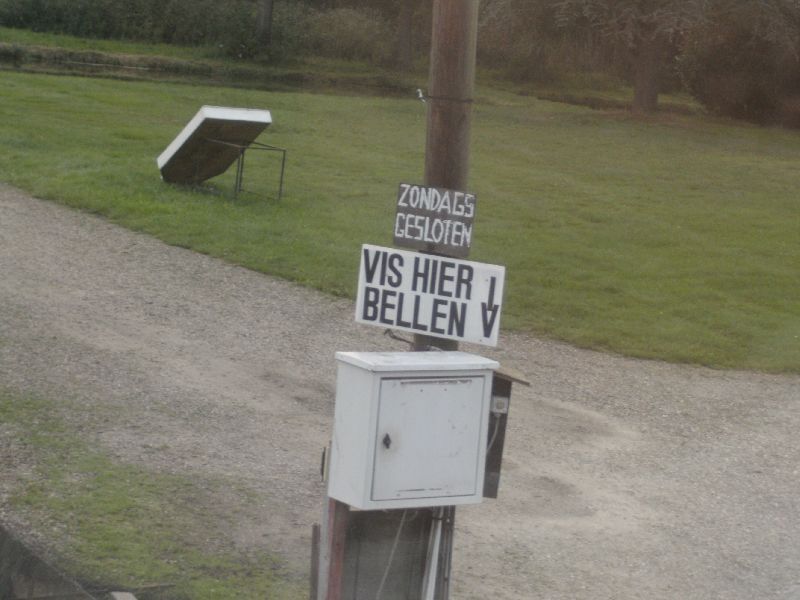 ZONDAGS
GESLOTEN
VIS HIER
BELLEN